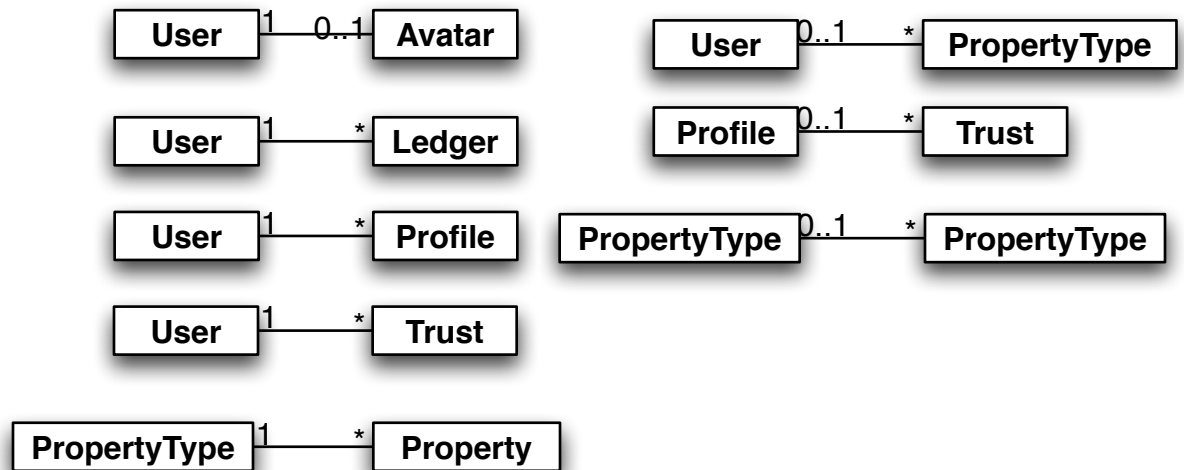 User 1 0..1 Avatar
User 1 * Ledger
User 1 * Profile
User 1 * Trust
PropertyType 1 * Property
User 0..1 * PropertyType
Profile 0..1 * Trust
PropertyType 0..1 * PropertyType